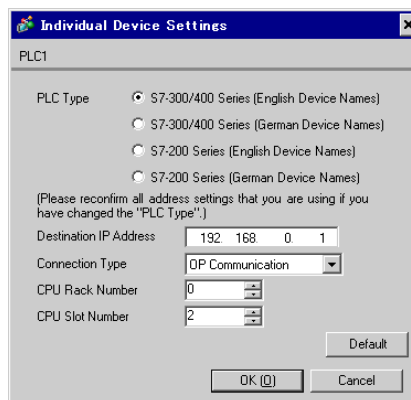 Individual Device Settings
PLC1
PLC Type S7-300/400 Series (English Device Names)
S7-300/400 Series (German Device Names)
S7-200 Series (English Device Names)
S7-200 Series (German Device Names)
(Please reconfirm all address settings that you are using if you
have changed the "PLC Type".)
Destination IP Address 192. 168. 0. 1
Connection Type OP Communication
CPU Rack Number 0
CPU Slot Number 2
Default
OK (O) Cancel